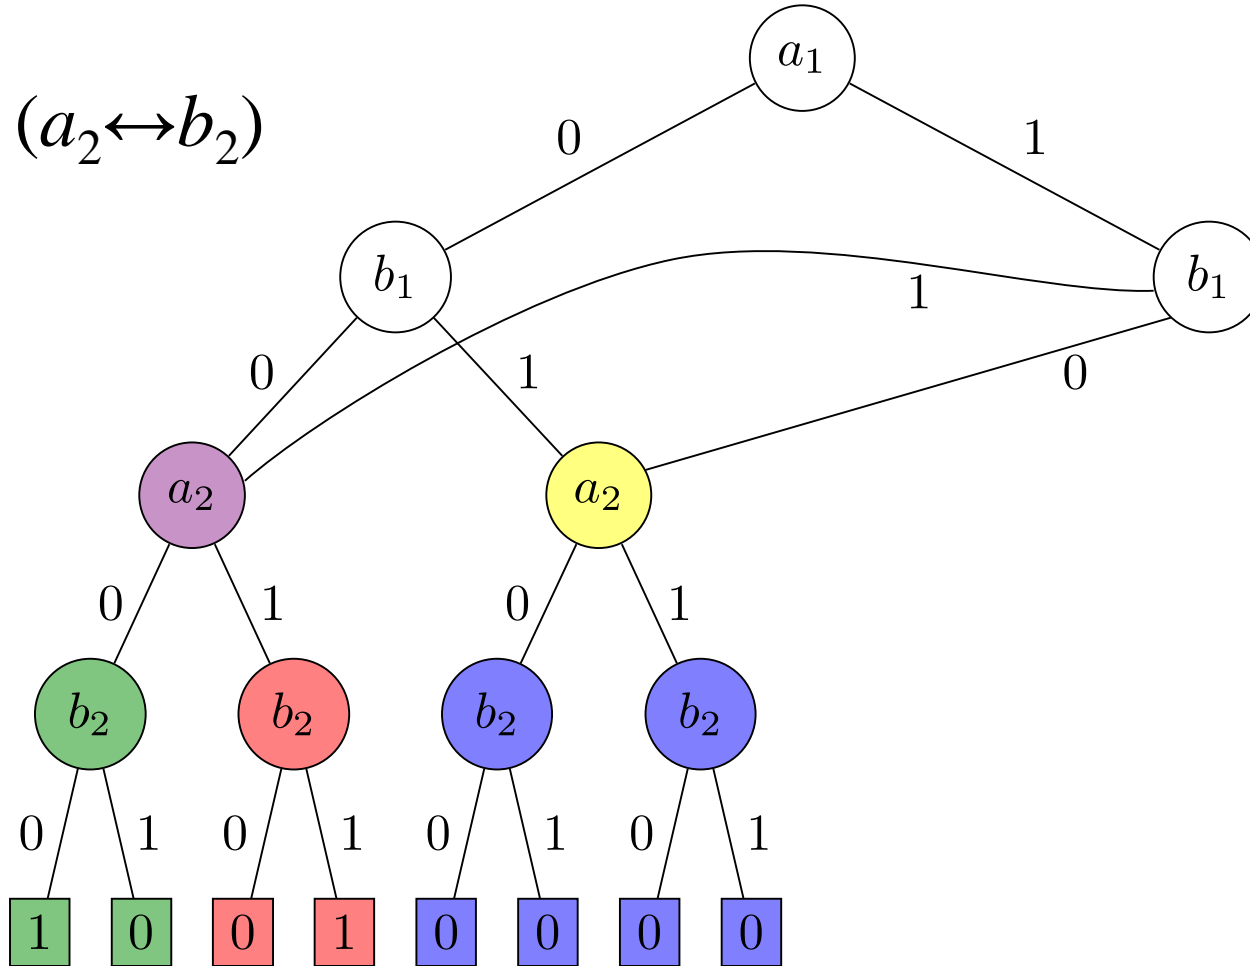 a₁
(a₂↔b₂)
0 1
b₁ b₁
1
0 1 0
a₂ a₂
0 1 0 1
b₂ b₂ b₂ b₂
0 1 0 1 0 1 0 1
1 0 0 1 0 0 0 0